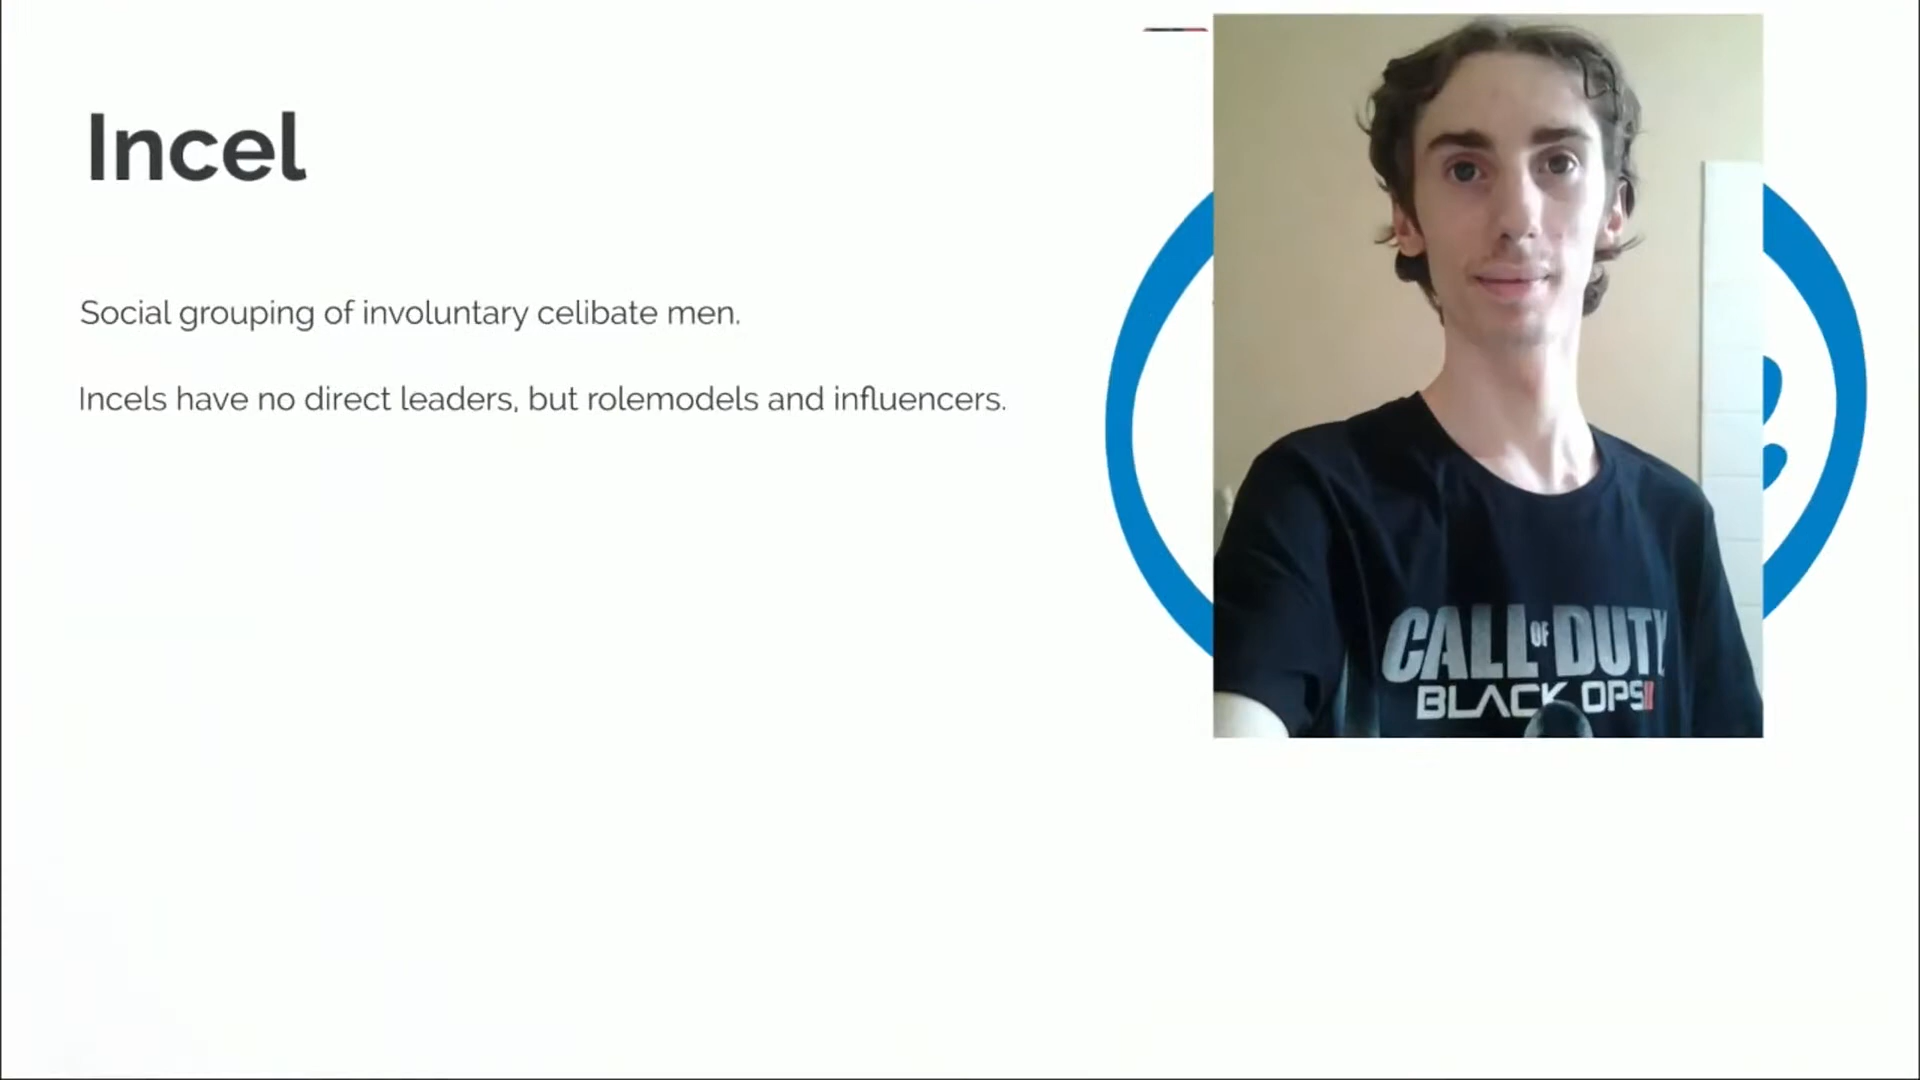 Incel
Social grouping of involuntary celibate men.
Incels have no direct leaders, but rolemodels and influencers.
CALL OF DUTY
BLACK OPS II